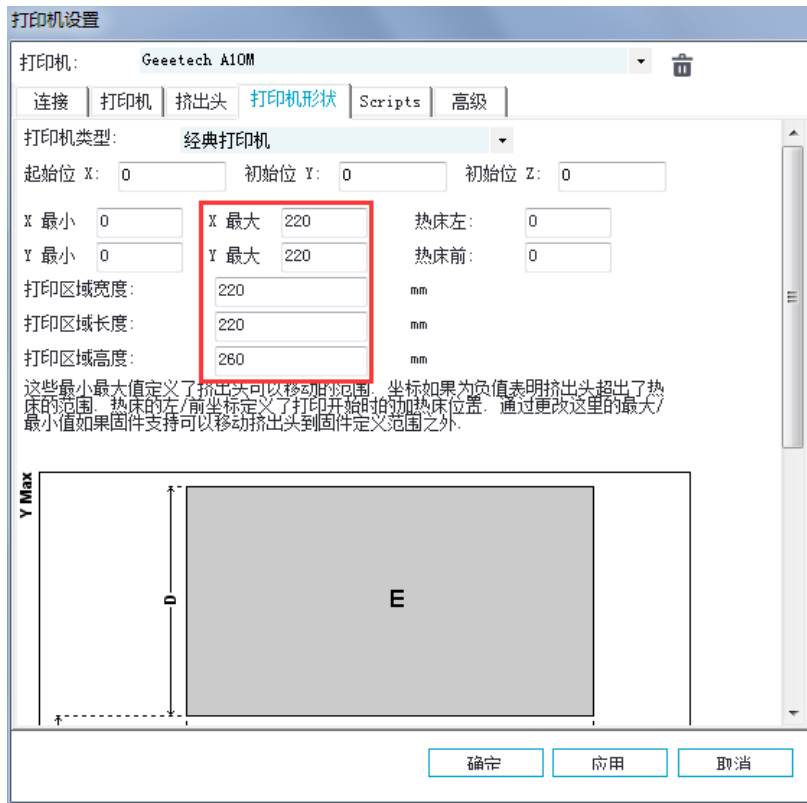 打印机设置
打印机: Geeetech A10M
连接 打印机 挤出头 打印机形状 Scripts 高级
打印机类型: 经典打印机
起始位 X: 0 初始位 Y: 0 初始位 Z: 0
X 最小 0 X 最大 220 热床左: 0
Y 最小 0 Y 最大 220 热床前: 0
打印区域宽度: 220 mm
打印区域长度: 220 mm
打印区域高度: 260 mm
这些最小最大值定义了挤出头可以移动的范围. 坐标如果为负值表明挤出头超出了热
床的范围. 热床的左/前坐标定义了打印开始时的加热床位置. 通过更改这里的最大/
最小值如果固件支持可以移动挤出头到固件定义范围之外.
Y Max
D
E
确定 应用 取消